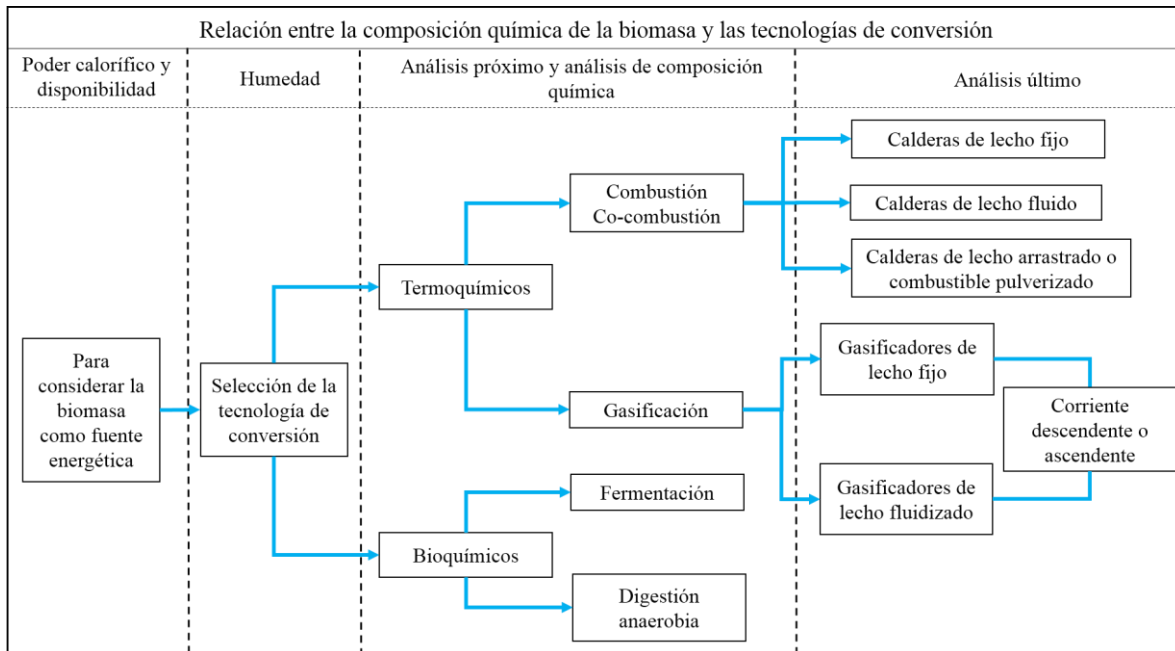 Relación entre la composición química de la biomasa y las tecnologías de conversión
Poder calorífico y
disponibilidad
Humedad
Análisis próximo y análisis de composición
química
Análisis último
Para
considerar la
biomasa
como fuente
energética
Selección de la
tecnología de
conversión
Termoquímicos
Bioquímicos
Combustión
Co-combustión
Gasificación
Fermentación
Digestión
anaerobia
Calderas de lecho fijo
Calderas de lecho fluido
Calderas de lecho arrastrado o
combustible pulverizado
Gasificadores de
lecho fijo
Gasificadores de
lecho fluidizado
Corriente
descendente o
ascendente